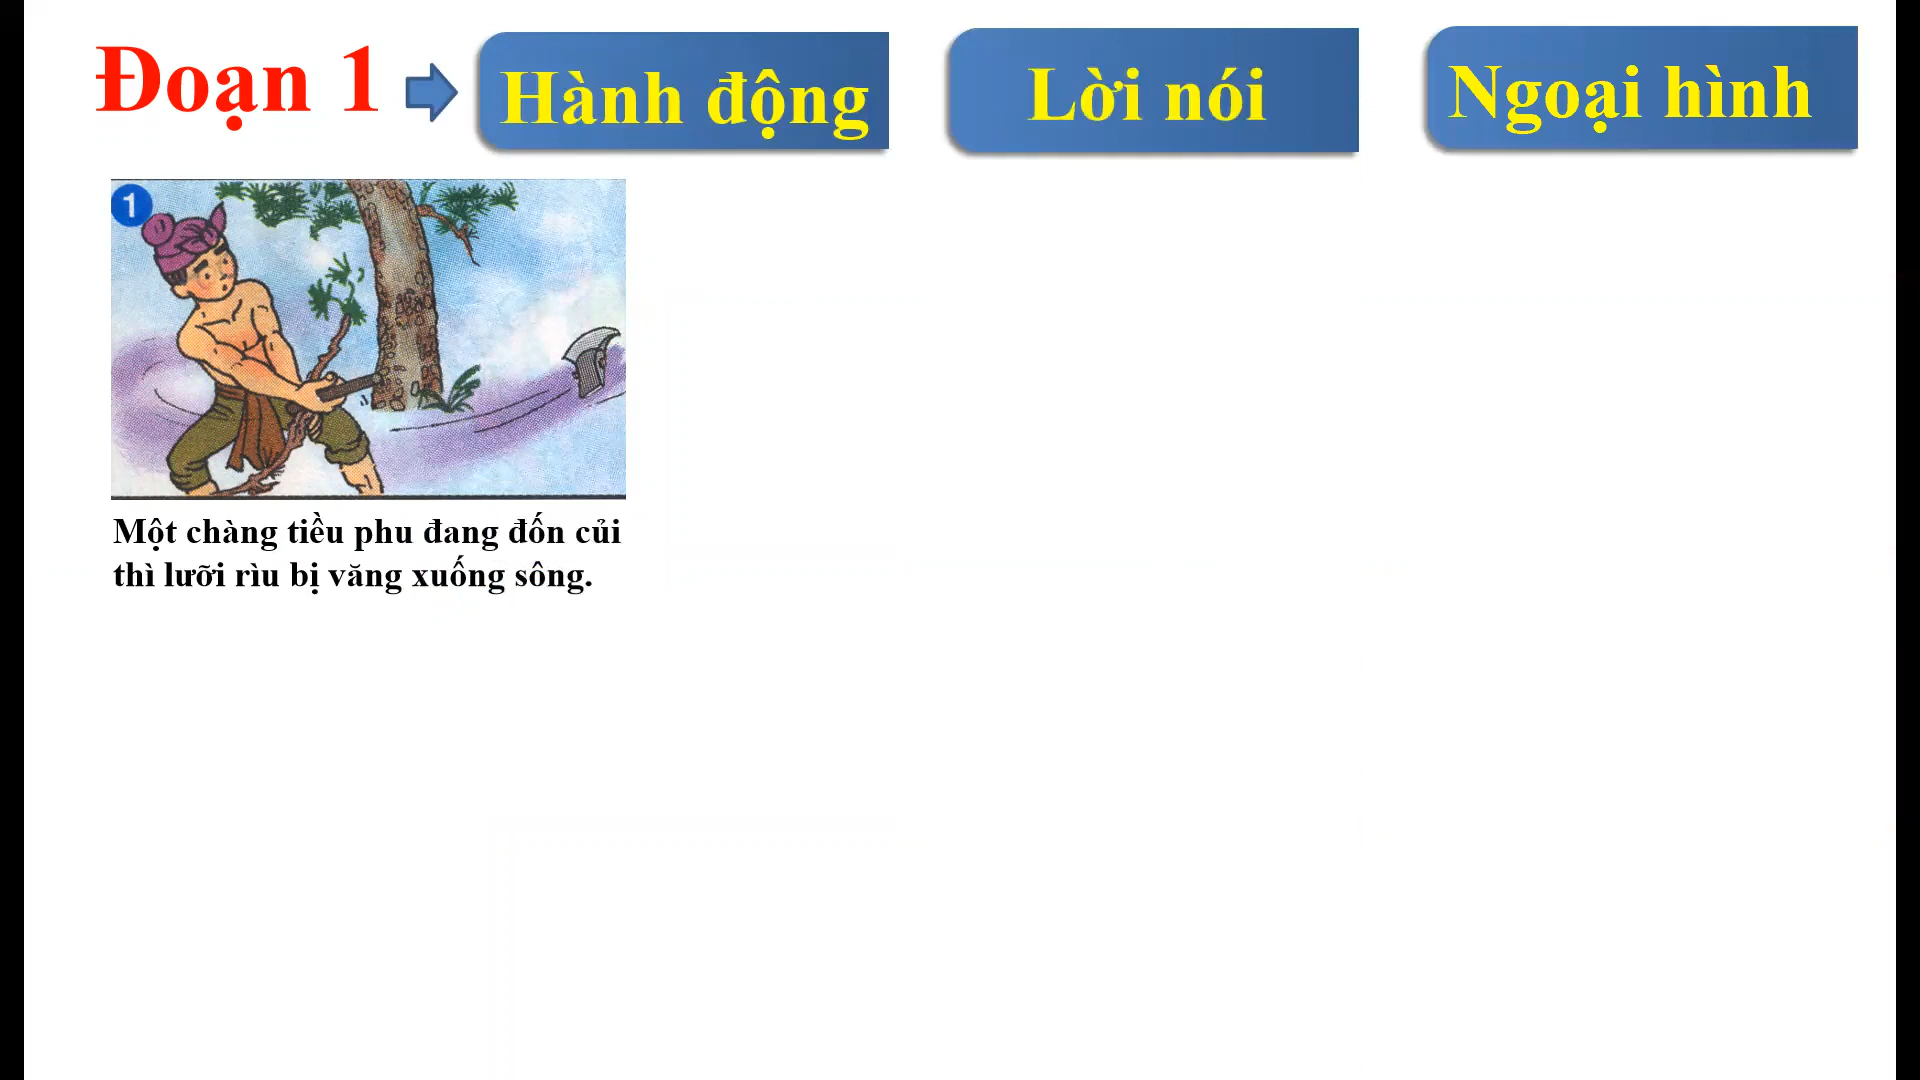 Đoạn 1
Hành động
Lời nói
Ngoại hình
1
Một chàng tiều phu đang đốn củi
thì lưỡi rìu bị văng xuống sông.